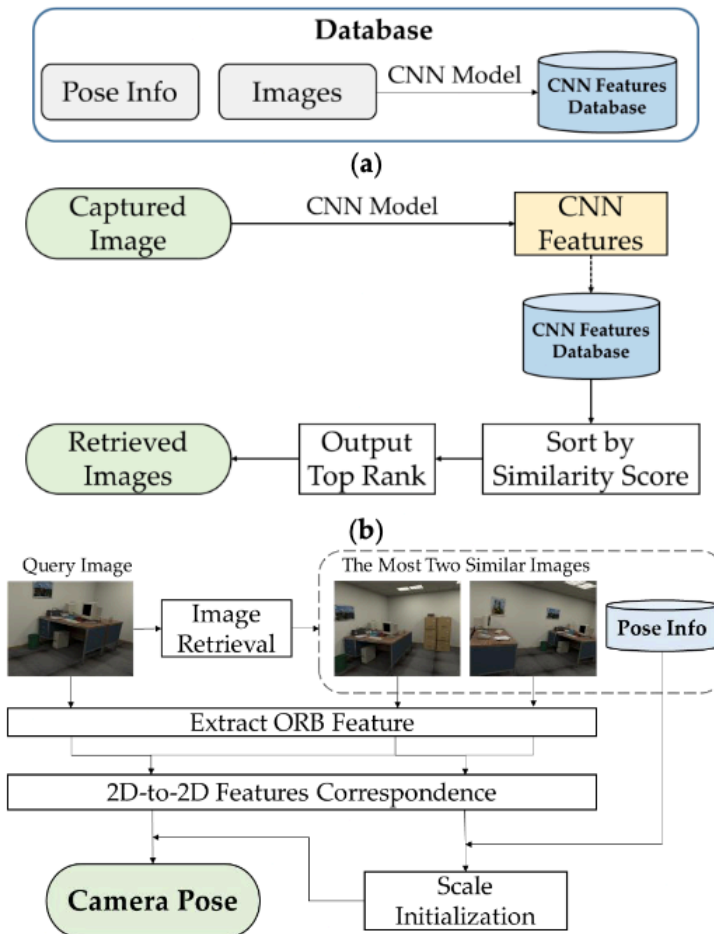 Database
Pose Info
Images
CNN Model
CNN Features
Database
(a)
Captured
Image
CNN Model
CNN
Features
CNN Features
Database
Retrieved
Images
Output
Top Rank
Sort by
Similarity Score
(b)
Query Image
The Most Two Similar Images
Image
Retrieval
Pose Info
Extract ORB Feature
2D-to-2D Features Correspondence
Camera Pose
Scale
Initialization